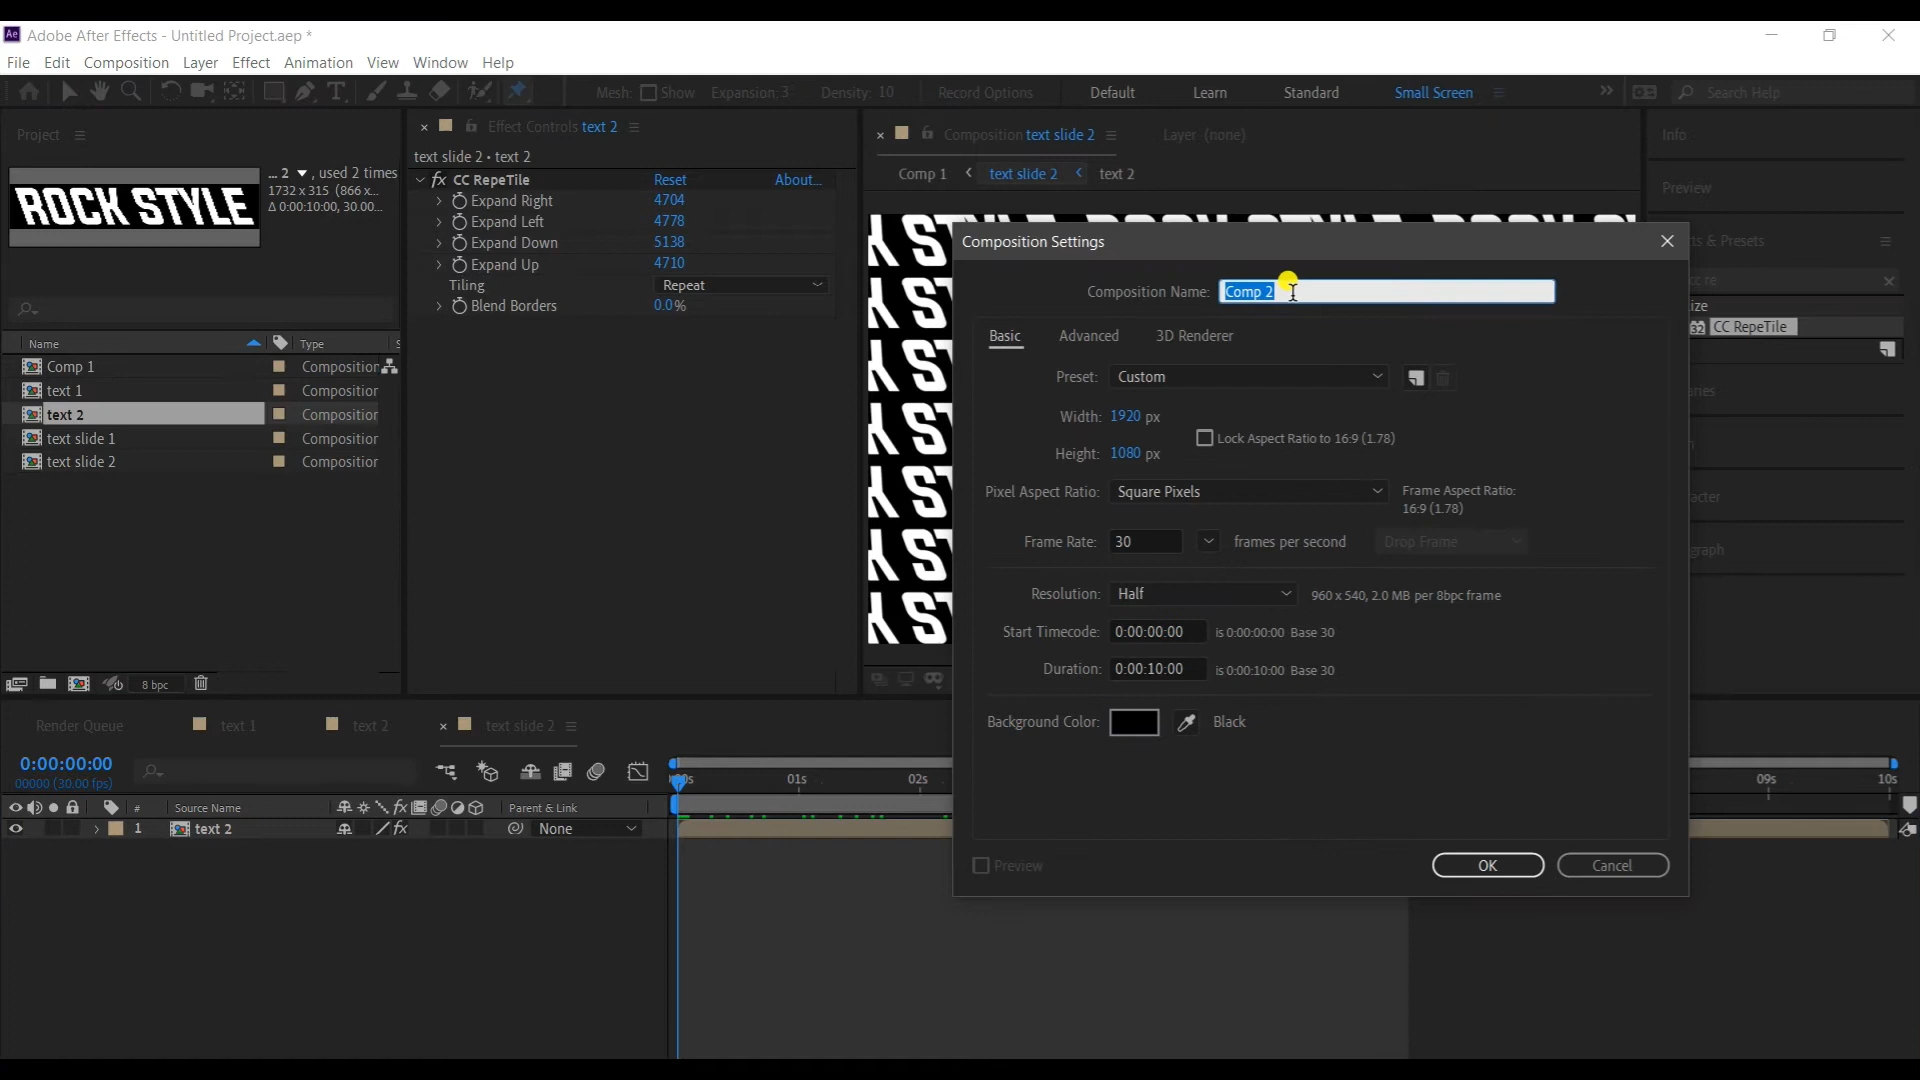 Ae Adobe After Effects - Untitled Project.aep *
File Edit Composition Layer Effect Animation View Window Help
Mesh: Show Expansion: 3 Density: 10 Record Options Default Learn Standard Small Screen Search Help
Project
Effect Controls text 2
Composition text slide 2
Layer (none)
Info
text slide 2 • text 2
... 2 , used 2 times
1732 x 315 (866 x...
Δ 0:00:10:00, 30.00...
ROCK STYLE
Comp 1 text slide 2 text 2
Preview
fx CC RepeTile Reset About...
Expand Right 4704
Expand Left 4778
Expand Down 5138
Expand Up 4710
Tiling Repeat
Blend Borders 0.0%
Composition Settings
Composition Name: Comp 2
Basic Advanced 3D Renderer
Preset: Custom
Width: 1920 px
Height: 1080 px
Lock Aspect Ratio to 16:9 (1.78)
Pixel Aspect Ratio: Square Pixels
Frame Aspect Ratio:
16:9 (1.78)
Frame Rate: 30 frames per second Drop Frame
Resolution: Half 960 x 540, 2.0 MB per 8bpc frame
Start Timecode: 0:00:00:00 is 0:00:00:00 Base 30
Duration: 0:00:10:00 is 0:00:10:00 Base 30
Background Color: Black
Preview
OK
Cancel
ts & Presets
ize
32 CC RepeTile
Name Type
Comp 1 Composition
text 1 Composition
text 2 Composition
text slide 1 Composition
text slide 2 Composition
8 bpc
Render Queue text 1 text 2 text slide 2
0:00:00:00
00000 (30.00 fps)
01s 02s 09s 10s
# Source Name fx Parent & Link
1 text 2 fx None